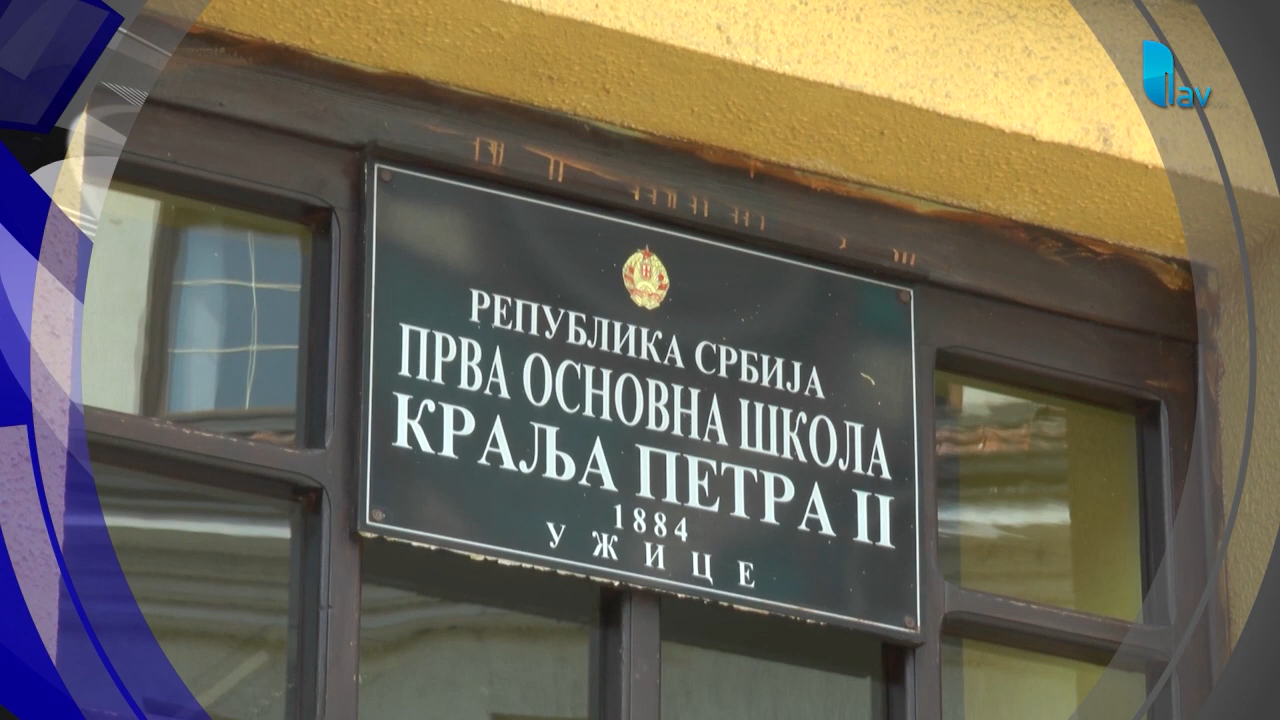 lav
РЕПУБЛИКА СРБИЈА
ПРВА ОСНОВНА ШКОЛА
КРАЉА ПЕТРА II
1884
УЖИЦЕ